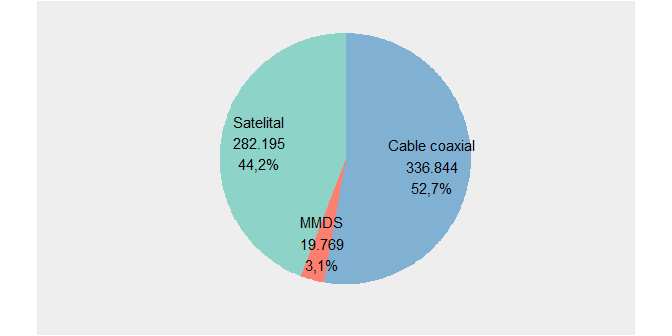 Satelital
282.195
44,2%
Cable coaxial
336.844
52,7%
MMDS
19.769
3,1%